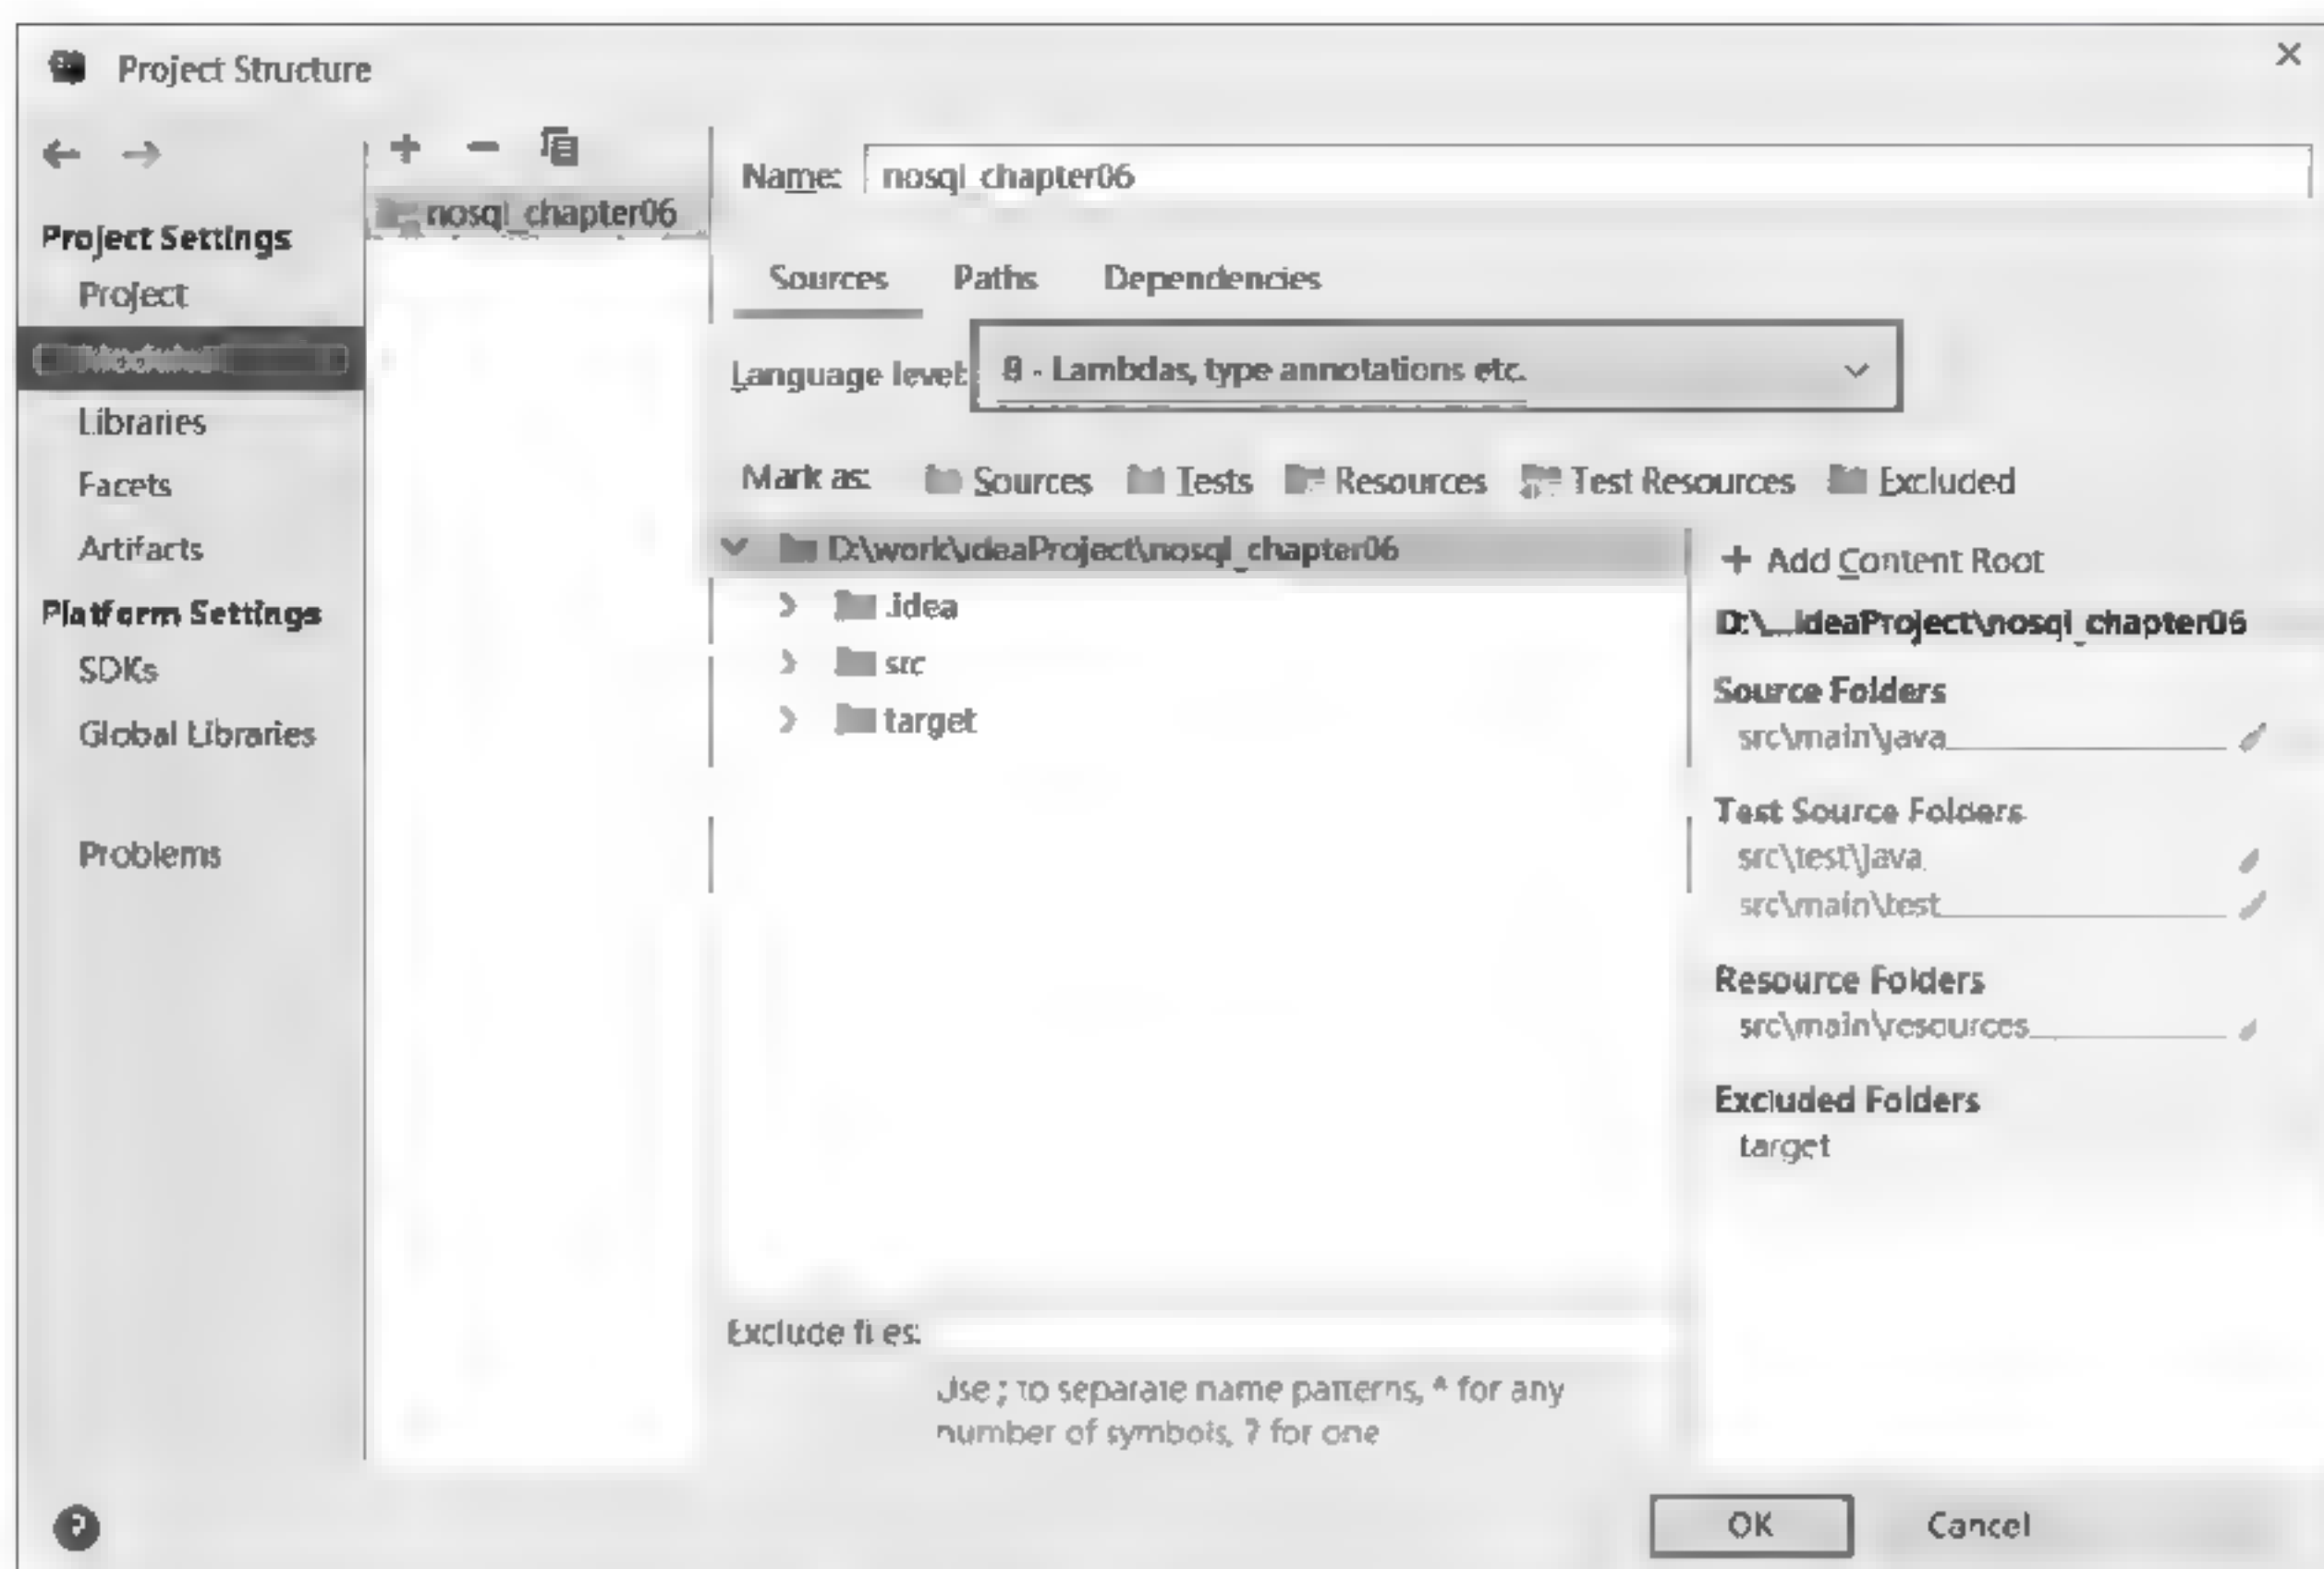 Project Structure
Project Settings
Project
Modules
Libraries
Facets
Artifacts
Platform Settings
SDKs
Global Libraries
Problems
nosql_chapter06
Name: nosql_chapter06
Sources Paths Dependencies
Language level: 8 - Lambdas, type annotations etc.
Mark as: Sources Tests Resources Test Resources Excluded
D:\work\ideaProject\nosql_chapter06
.idea
src
target
+ Add Content Root
D:\...ideaProject\nosql_chapter06
Source Folders
src\main\java
Test Source Folders
src\test\java
src\main\test
Resource Folders
src\main\resources
Excluded Folders
target
Exclude files:
Use ; to separate name patterns, * for any
number of symbols, ? for one
?
OK Cancel